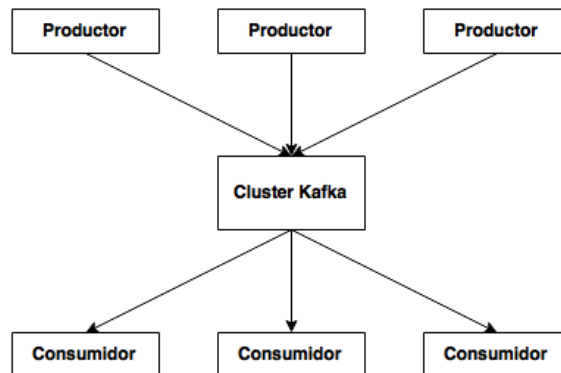 Productor
Productor
Productor
Cluster Kafka
Consumidor
Consumidor
Consumidor